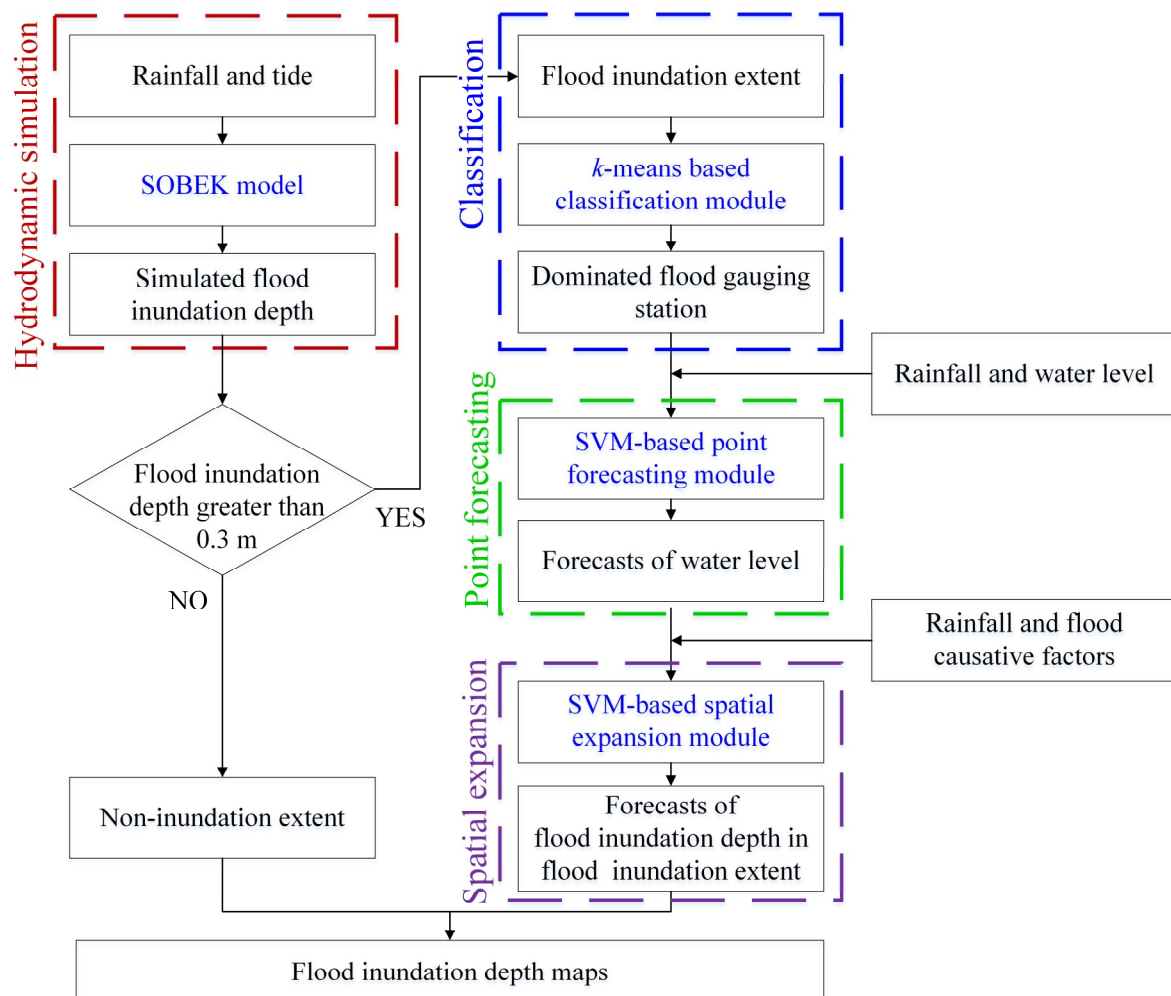 Hydrodynamic simulation
Rainfall and tide
SOBEK model
Simulated flood
inundation depth
Flood inundation
depth greater than
0.3 m
YES
NO
Non-inundation extent
Classification
Flood inundation extent
k-means based
classification module
Dominated flood gauging
station
Rainfall and water level
Point forecasting
SVM-based point
forecasting module
Forecasts of water level
Rainfall and flood
causative factors
Spatial expansion
SVM-based spatial
expansion module
Forecasts of
flood inundation depth in
flood inundation extent
Flood inundation depth maps